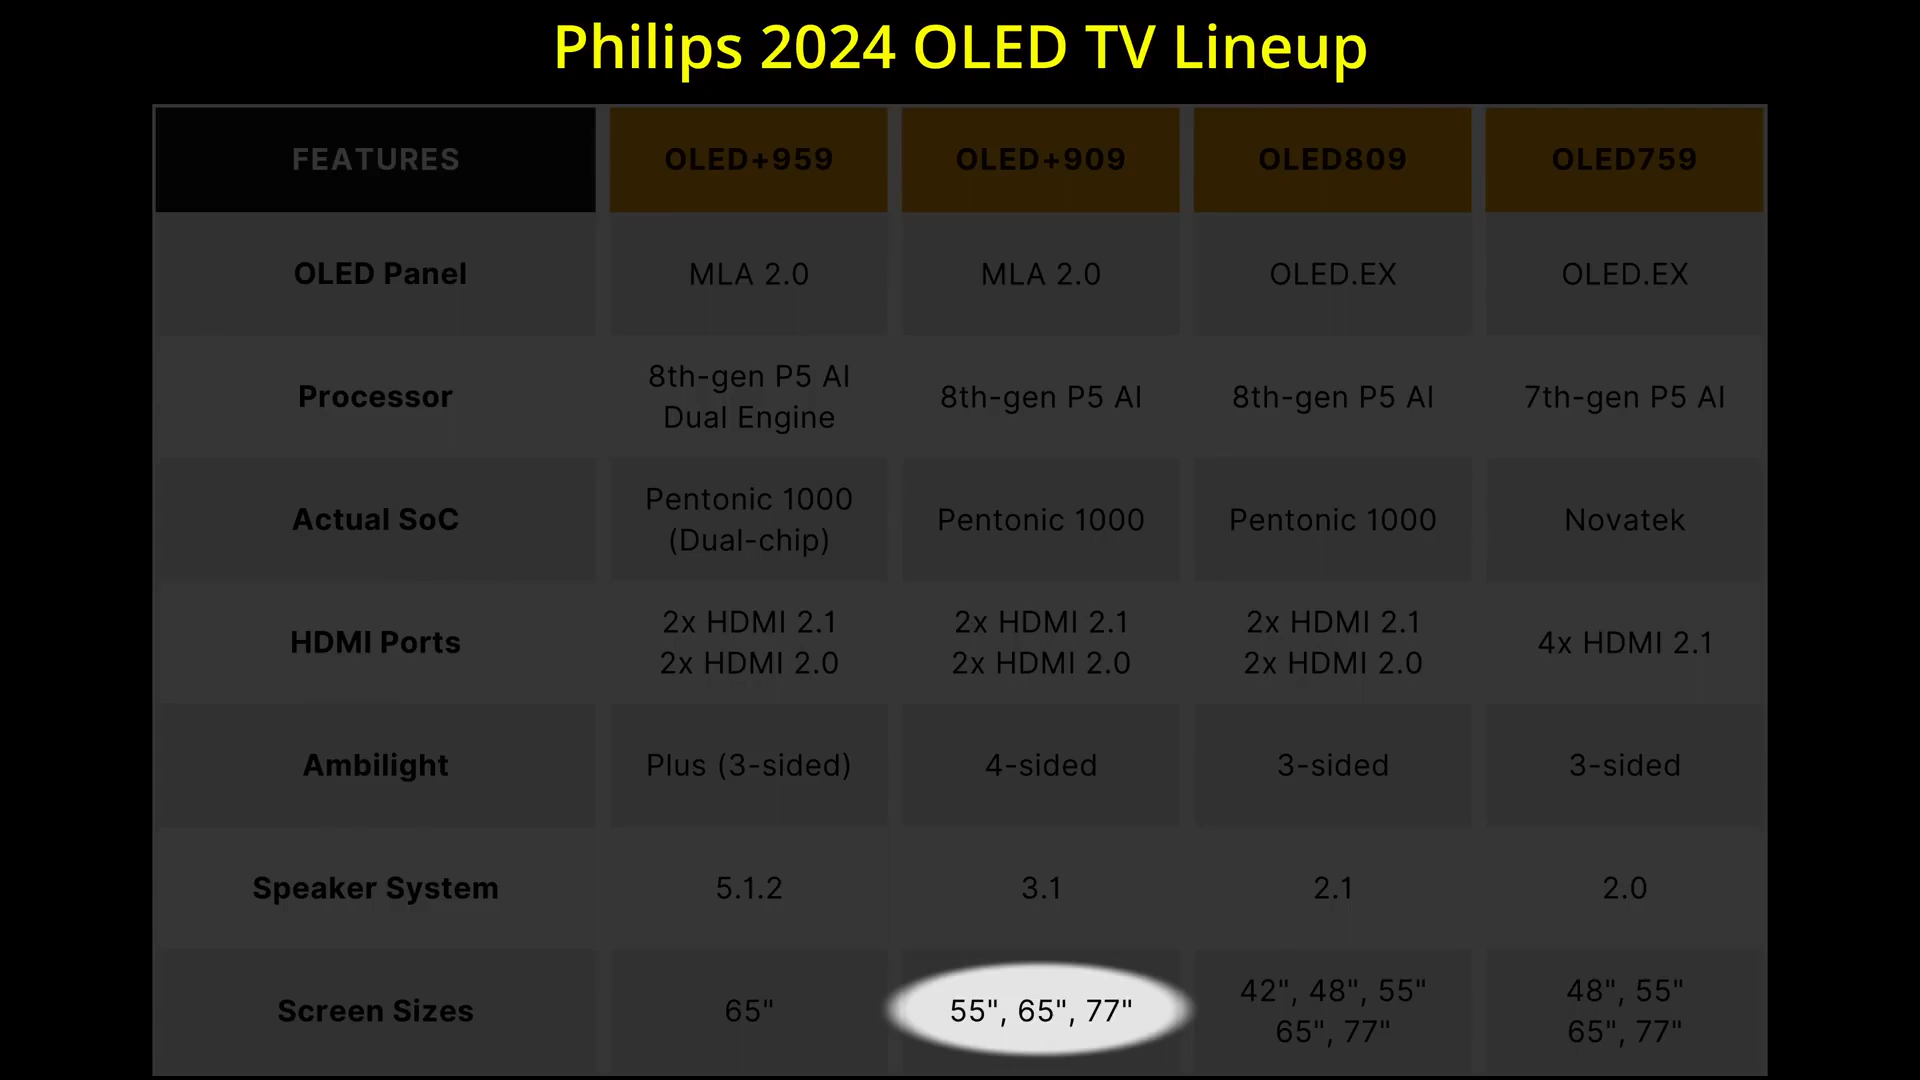 Philips 2024 OLED TV Lineup
FEATURES OLED+959 OLED+909 OLED809 OLED759
OLED Panel MLA 2.0 MLA 2.0 OLED.EX OLED.EX
Processor 8th-gen P5 AI Dual Engine 8th-gen P5 AI 8th-gen P5 AI 7th-gen P5 AI
Actual SoC Pentonic 1000 (Dual-chip) Pentonic 1000 Pentonic 1000 Novatek
HDMI Ports 2x HDMI 2.1 2x HDMI 2.0 2x HDMI 2.1 2x HDMI 2.0 2x HDMI 2.1 2x HDMI 2.0 4x HDMI 2.1
Ambilight Plus (3-sided) 4-sided 3-sided 3-sided
Speaker System 5.1.2 3.1 2.1 2.0
Screen Sizes 65" 55", 65", 77" 42", 48", 55" 65", 77" 48", 55" 65", 77"